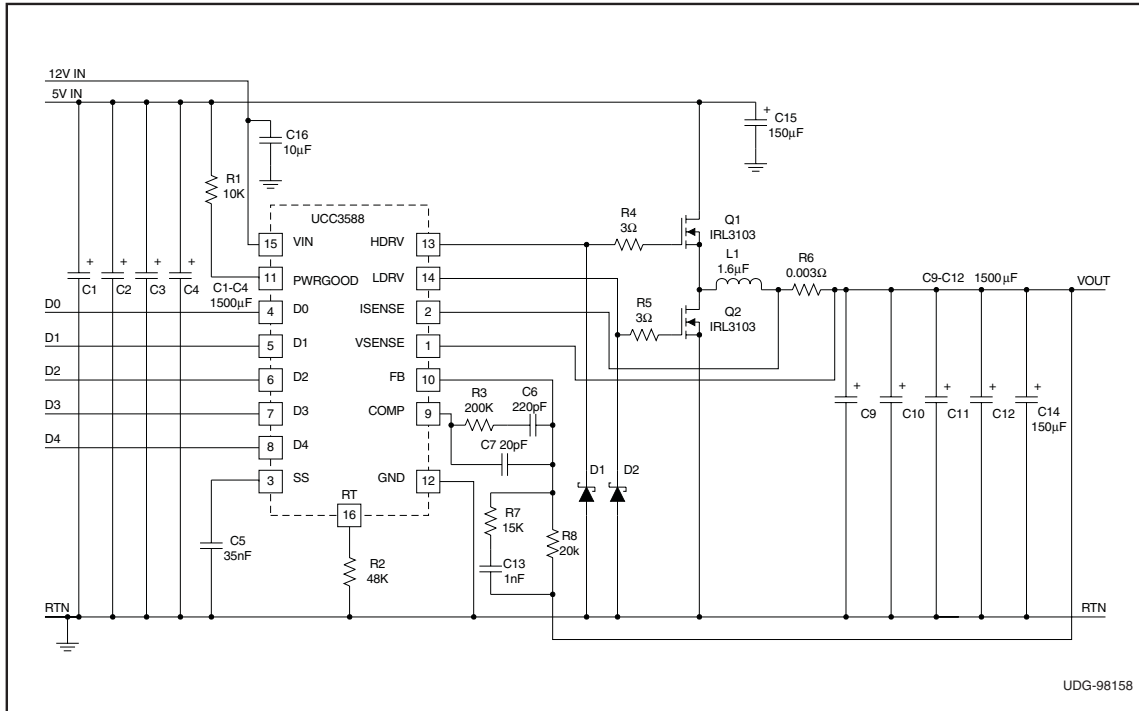 12V IN
5V IN
C16
10µF
+
C15
150µF
R1
10K
UCC3588
15 VIN
HDRV 13
R4
3Ω
Q1
IRL3103
11 PWRGOOD
LDRV 14
L1
1.6µF
R6
0.003Ω
C9-C12 1500µF
VOUT
+
C1
+
C2
+
C3
+
C4
C1-C4
1500µF
D0
4 D0
ISENSE 2
R5
3Ω
Q2
IRL3103
D1
5 D1
VSENSE 1
D2
6 D2
FB 10
R3
200K
C6
220pF
D3
7 D3
COMP 9
C7 20pF
+
C9
+
C10
+
C11
+
C12
+
C14
150µF
D4
8 D4
D1
D2
3 SS
GND 12
RT
16
R7
15K
R8
20k
C5
35nF
R2
48K
C13
1nF
RTN
RTN
UDG-98158